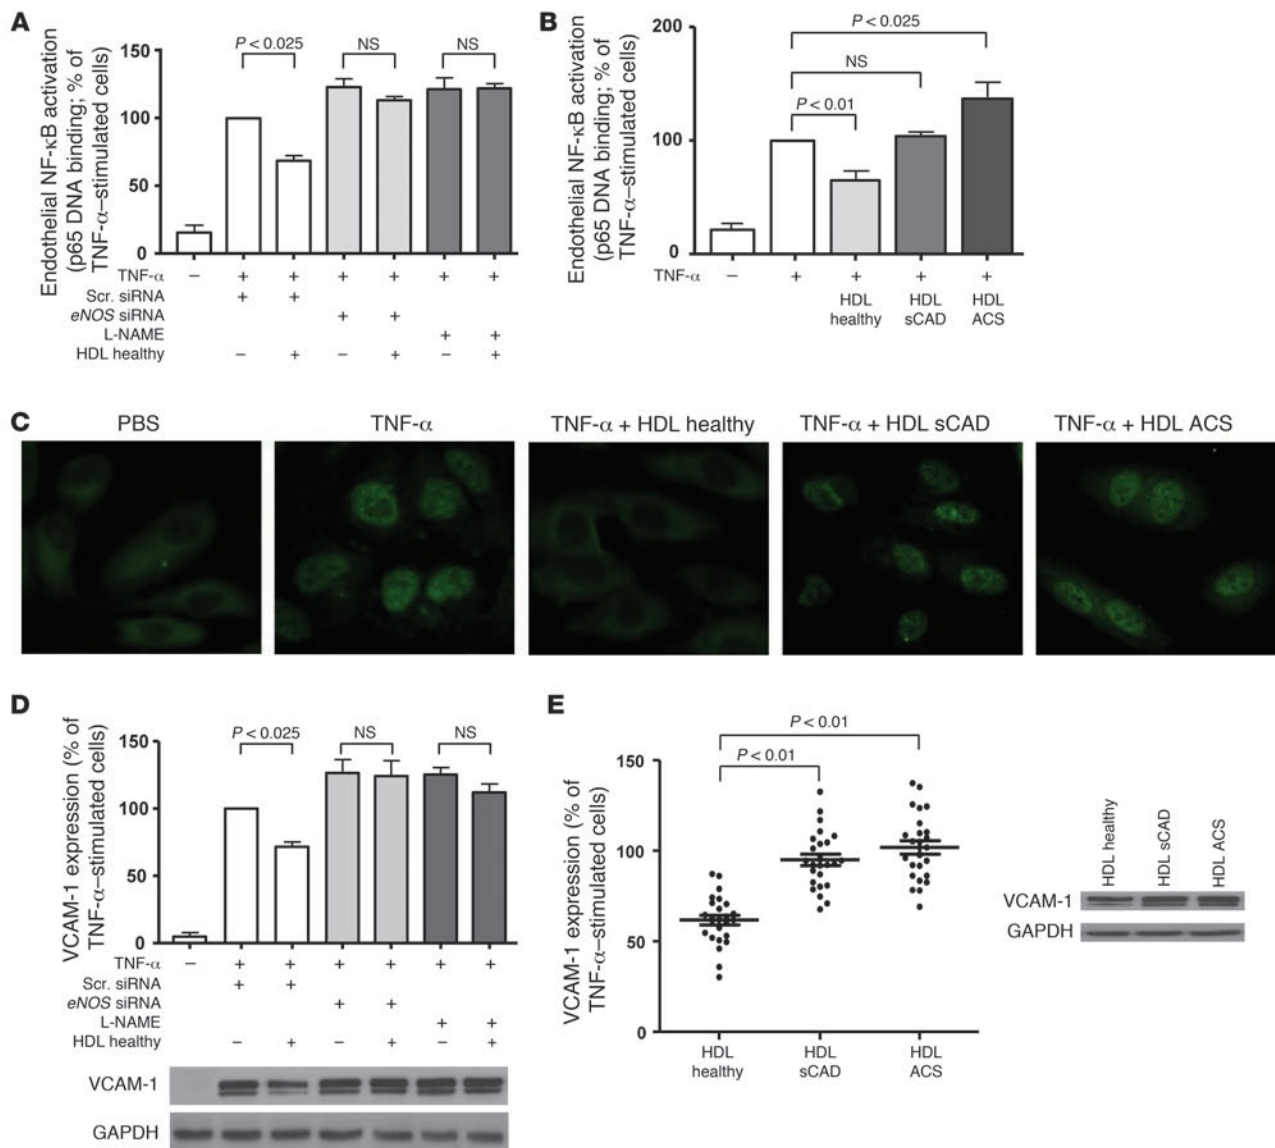 A
Endothelial NF-κB activation
(p65 DNA binding; % of
TNF-α–stimulated cells)
150
100
50
0
P < 0.025
NS
NS
TNF-α – + + + + + +
Scr. siRNA + +
eNOS siRNA + +
L-NAME + +
HDL healthy – + – + – +
B
Endothelial NF-κB activation
(p65 DNA binding; % of
TNF-α–stimulated cells)
200
100
0
P < 0.025
NS
P < 0.01
TNF-α – + + + +
HDL healthy
HDL sCAD
HDL ACS
C
PBS
TNF-α
TNF-α + HDL healthy
TNF-α + HDL sCAD
TNF-α + HDL ACS
D
VCAM-1 expression (% of
TNF-α–stimulated cells)
150
100
50
0
P < 0.025
NS
NS
TNF-α – + + + + + +
Scr. siRNA + +
eNOS siRNA + +
L-NAME + +
HDL healthy – + – + – +
VCAM-1
GAPDH
E
VCAM-1 expression (% of
TNF-α–stimulated cells)
150
100
50
0
P < 0.01
P < 0.01
HDL healthy
HDL sCAD
HDL ACS
HDL healthy
HDL sCAD
HDL ACS
VCAM-1
GAPDH